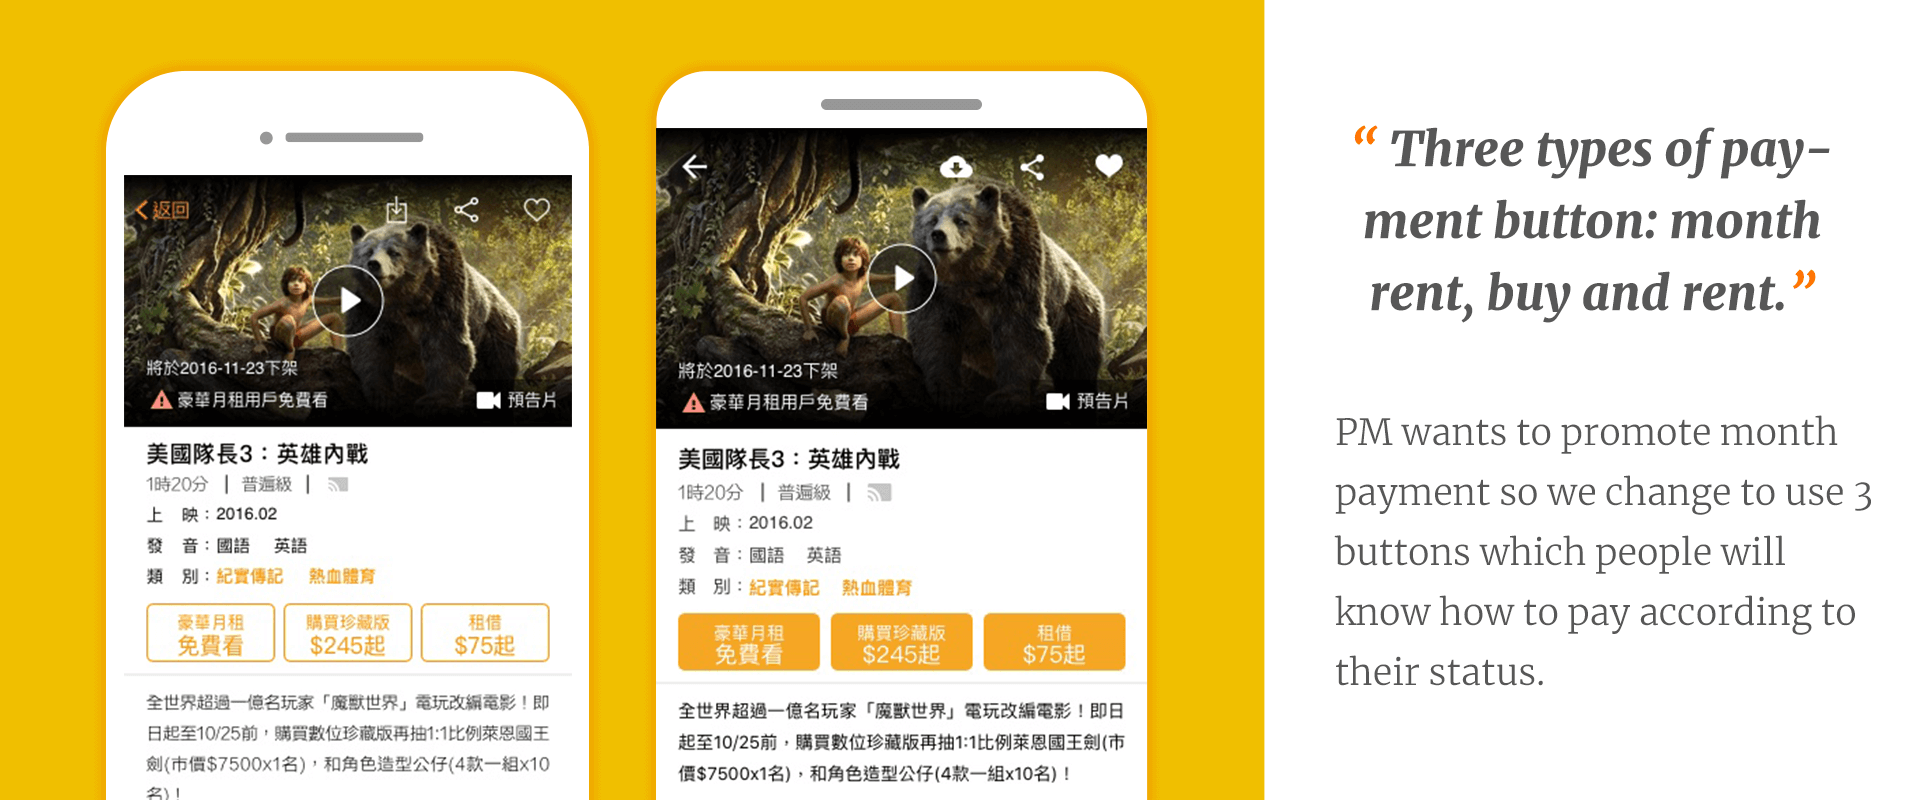 返回
將於2016-11-23下架
豪華月租用戶免費看
預告片
美國隊長3：英雄內戰
1時20分 | 普遍級 |
上 映：2016.02
發 音：國語 英語
類 別：紀實傳記 熱血體育
豪華月租
免費看
購買珍藏版
$245起
租借
$75起
全世界超過一億名玩家「魔獸世界」電玩改編電影！即
日起至10/25前，購買數位珍藏版再抽1:1比例萊恩國王
劍(市價$7500x1名)，和角色造型公仔(4款一組x10
名)！
將於2016-11-23下架
豪華月租用戶免費看
預告片
美國隊長3：英雄內戰
1時20分 | 普遍級 |
上 映：2016.02
發 音：國語 英語
類 別：紀實傳記 熱血體育
豪華月租
免費看
購買珍藏版
$245起
租借
$75起
全世界超過一億名玩家「魔獸世界」電玩改編電影！即日
起至10/25前，購買數位珍藏版再抽1:1比例萊恩國王劍(市
價$7500x1名)，和角色造型公仔(4款一組x10名)！
“ Three types of pay-
ment button: month
rent, buy and rent.”
PM wants to promote month
payment so we change to use 3
buttons which people will
know how to pay according to
their status.